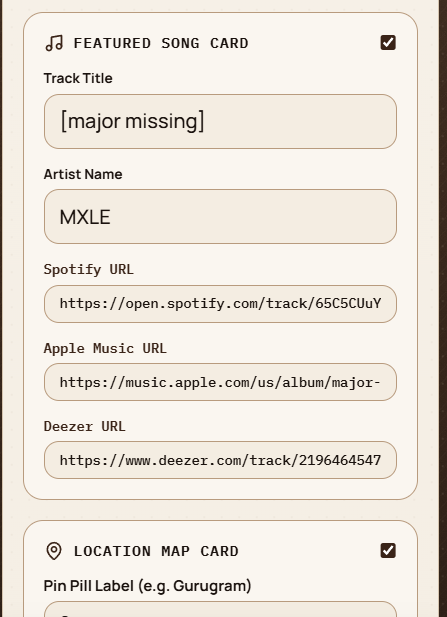 FEATURED SONG CARD
Track Title
[major missing]
Artist Name
MXLE
Spotify URL
https://open.spotify.com/track/65C5CUuY
Apple Music URL
https://music.apple.com/us/album/major-
Deezer URL
https://www.deezer.com/track/2196464547
LOCATION MAP CARD
Pin Pill Label (e.g. Gurugram)